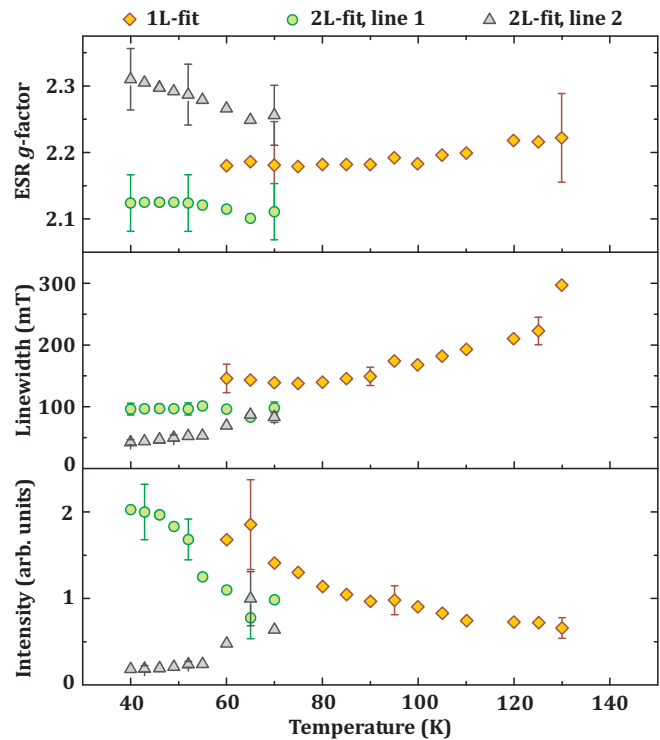 1L-fit 2L-fit, line 1 2L-fit, line 2
ESR g-factor
2.3
2.2
2.1
Linewidth (mT)
300
200
100
0
Intensity (arb. units)
2
1
0
40 60 80 100 120 140
Temperature (K)